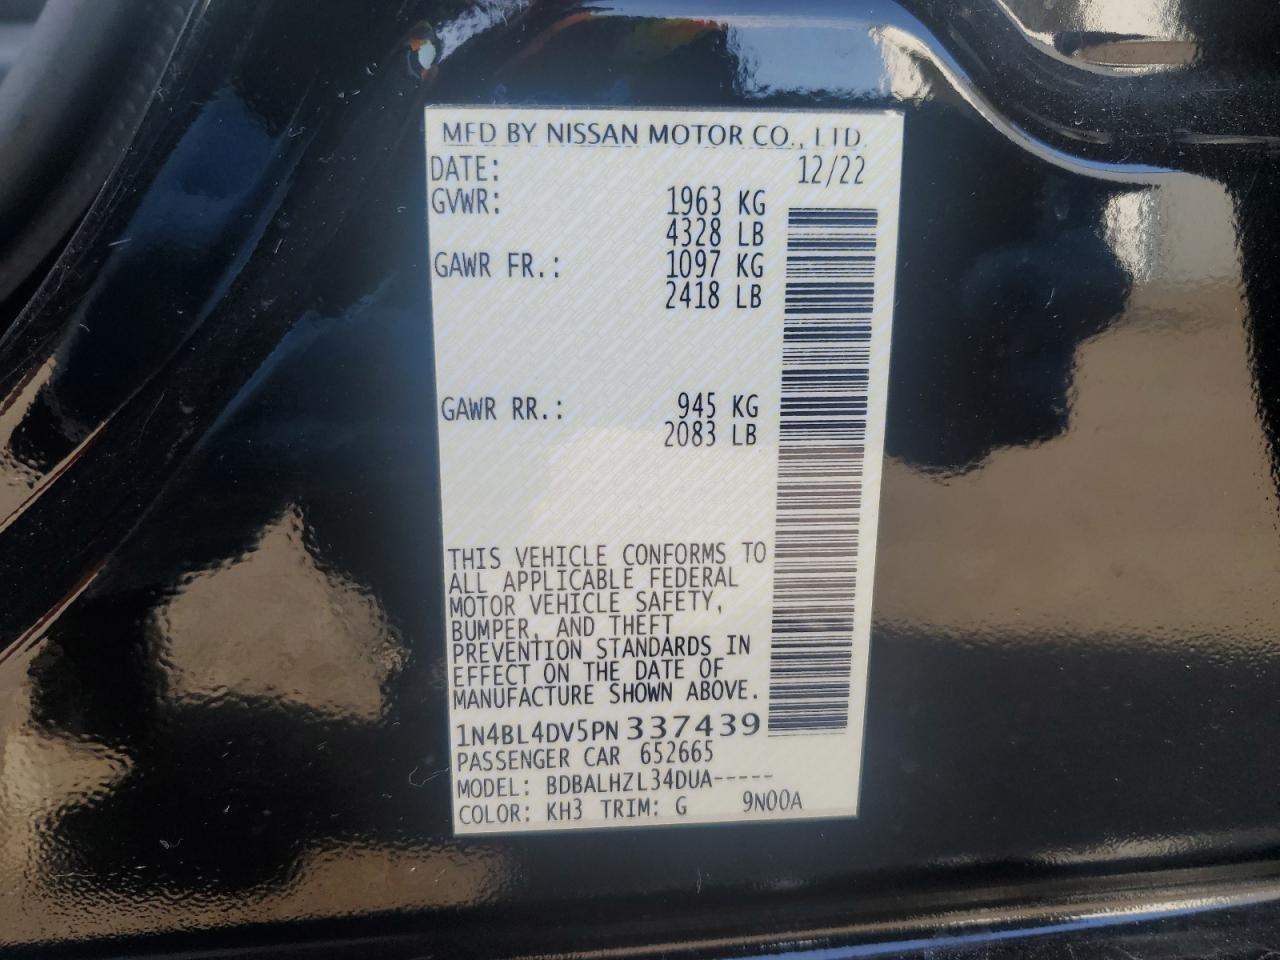 MFD BY NISSAN MOTOR CO., LTD.
DATE: 12/22
GVWR: 1963 KG
4328 LB
GAWR FR.: 1097 KG
2418 LB
GAWR RR.: 945 KG
2083 LB
THIS VEHICLE CONFORMS TO
ALL APPLICABLE FEDERAL
MOTOR VEHICLE SAFETY,
BUMPER, AND THEFT
PREVENTION STANDARDS IN
EFFECT ON THE DATE OF
MANUFACTURE SHOWN ABOVE.
1N4BL4DV5PN337439
PASSENGER CAR 652665
MODEL: BDBALHZL34DUA-----
COLOR: KH3 TRIM: G 9N00A